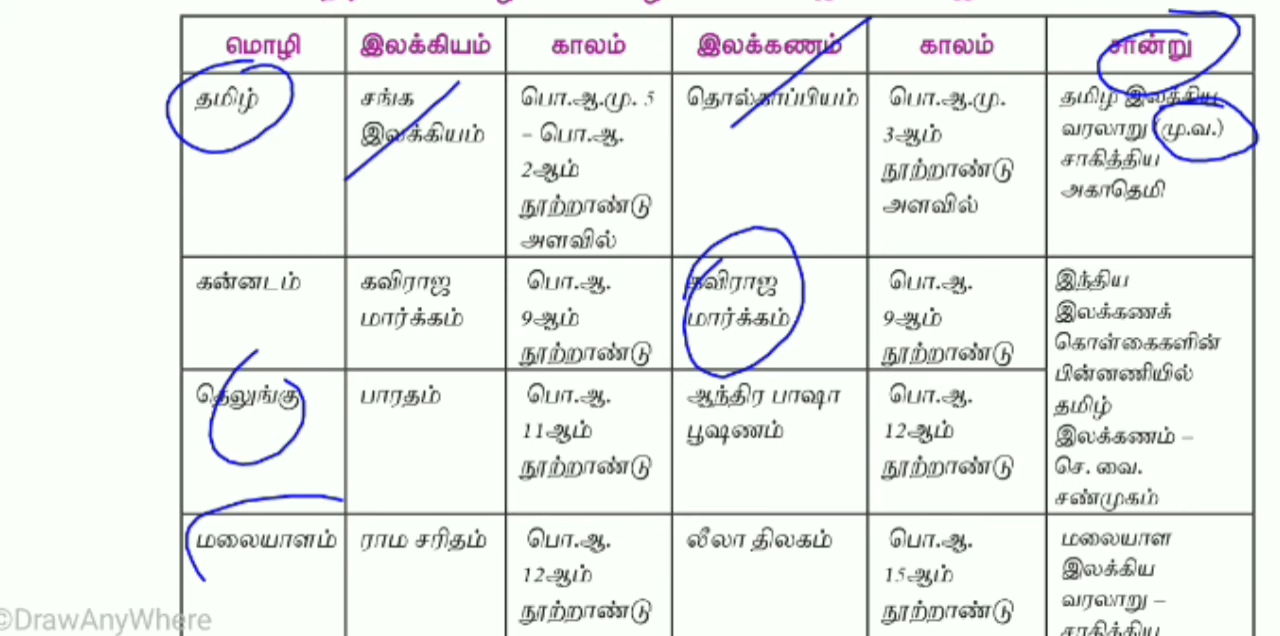 மொழி இலக்கியம் காலம் இலக்கணம் காலம் சான்று
தமிழ்
சங்க
இலக்கியம்
பொ.ஆ.மு. 5
– பொ.ஆ.
2ஆம்
நூற்றாண்டு
அளவில்
தொல்காப்பியம்
பொ.ஆ.மு.
3ஆம்
நூற்றாண்டு
அளவில்
தமிழ் இலக்கிய
வரலாறு (மு.வ.)
சாகித்திய
அகாதெமி
கன்னடம்
கவிராஜ
மார்க்கம்
பொ.ஆ.
9ஆம்
நூற்றாண்டு
கவிராஜ
மார்க்கம்
பொ.ஆ.
9ஆம்
நூற்றாண்டு
இந்திய
இலக்கணக்
கொள்கைகளின்
பின்னணியில்
தமிழ்
இலக்கணம் –
செ. வை.
சண்முகம்
தெலுங்கு
பாரதம்
பொ.ஆ.
11ஆம்
நூற்றாண்டு
ஆந்திர பாஷா
பூஷணம்
பொ.ஆ.
12ஆம்
நூற்றாண்டு
மலையாளம்
ராம சரிதம்
பொ.ஆ.
12ஆம்
நூற்றாண்டு
லீலா திலகம்
பொ.ஆ.
15ஆம்
நூற்றாண்டு
மலையாள
இலக்கிய
வரலாறு –
©DrawAnyWhere